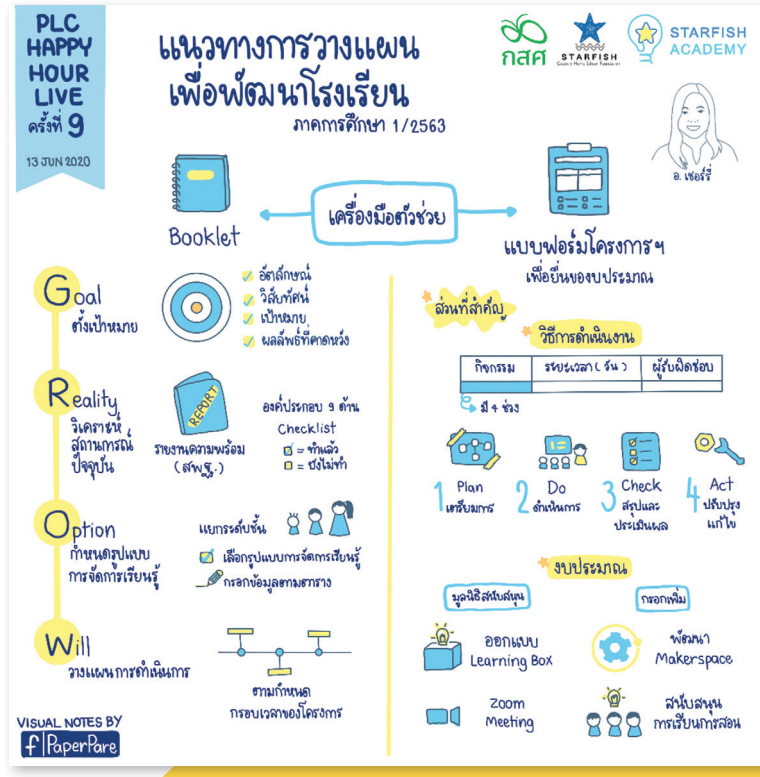 PLC
HAPPY
HOUR
LIVE
ครั้งที่ 9
13 JUN 2020
แนวทางการวางแผน
เพื่อพัฒนาโรงเรียน
ภาคการศึกษา 1/2563
กสศ
STARFISH
Country Home School Foundation
STARFISH
ACADEMY
อ. เชอร์รี่
Booklet
เครื่องมือตัวช่วย
แบบฟอร์มโครงการฯ
เพื่อยื่นของบประมาณ
Goal
ตั้งเป้าหมาย
อัตลักษณ์
วิสัยทัศน์
เป้าหมาย
ผลลัพธ์ที่คาดหวัง
Reality
วิเคราะห์
สถานการณ์
ปัจจุบัน
REPORT
รายงานความพร้อม
(สพฐ.)
องค์ประกอบ 9 ด้าน
Checklist
= ทำแล้ว
= ยังไม่ทำ
Option
กำหนดรูปแบบ
การจัดการเรียนรู้
แยกระดับชั้น
เลือกรูปแบบการจัดการเรียนรู้
กรอกข้อมูลตามตาราง
Will
วางแผนการดำเนินการ
ตามกำหนด
กรอบเวลาของโครงการ
VISUAL NOTES BY
f PaperPare
ส่วนที่สำคัญ
วิธีการดำเนินงาน
กิจกรรม ระยะเวลา (วัน) ผู้รับผิดชอบ
มี 4 ช่วง
1 Plan
เตรียมการ
2 Do
ดำเนินการ
3 Check
สรุปและ
ประเมินผล
4 Act
ปรับปรุง
แก้ไข
งบประมาณ
มูลนิธิสนับสนุน
กรอกเพิ่ม
ออกแบบ
Learning Box
พัฒนา
Makerspace
Zoom
Meeting
สนับสนุน
การเรียนการสอน